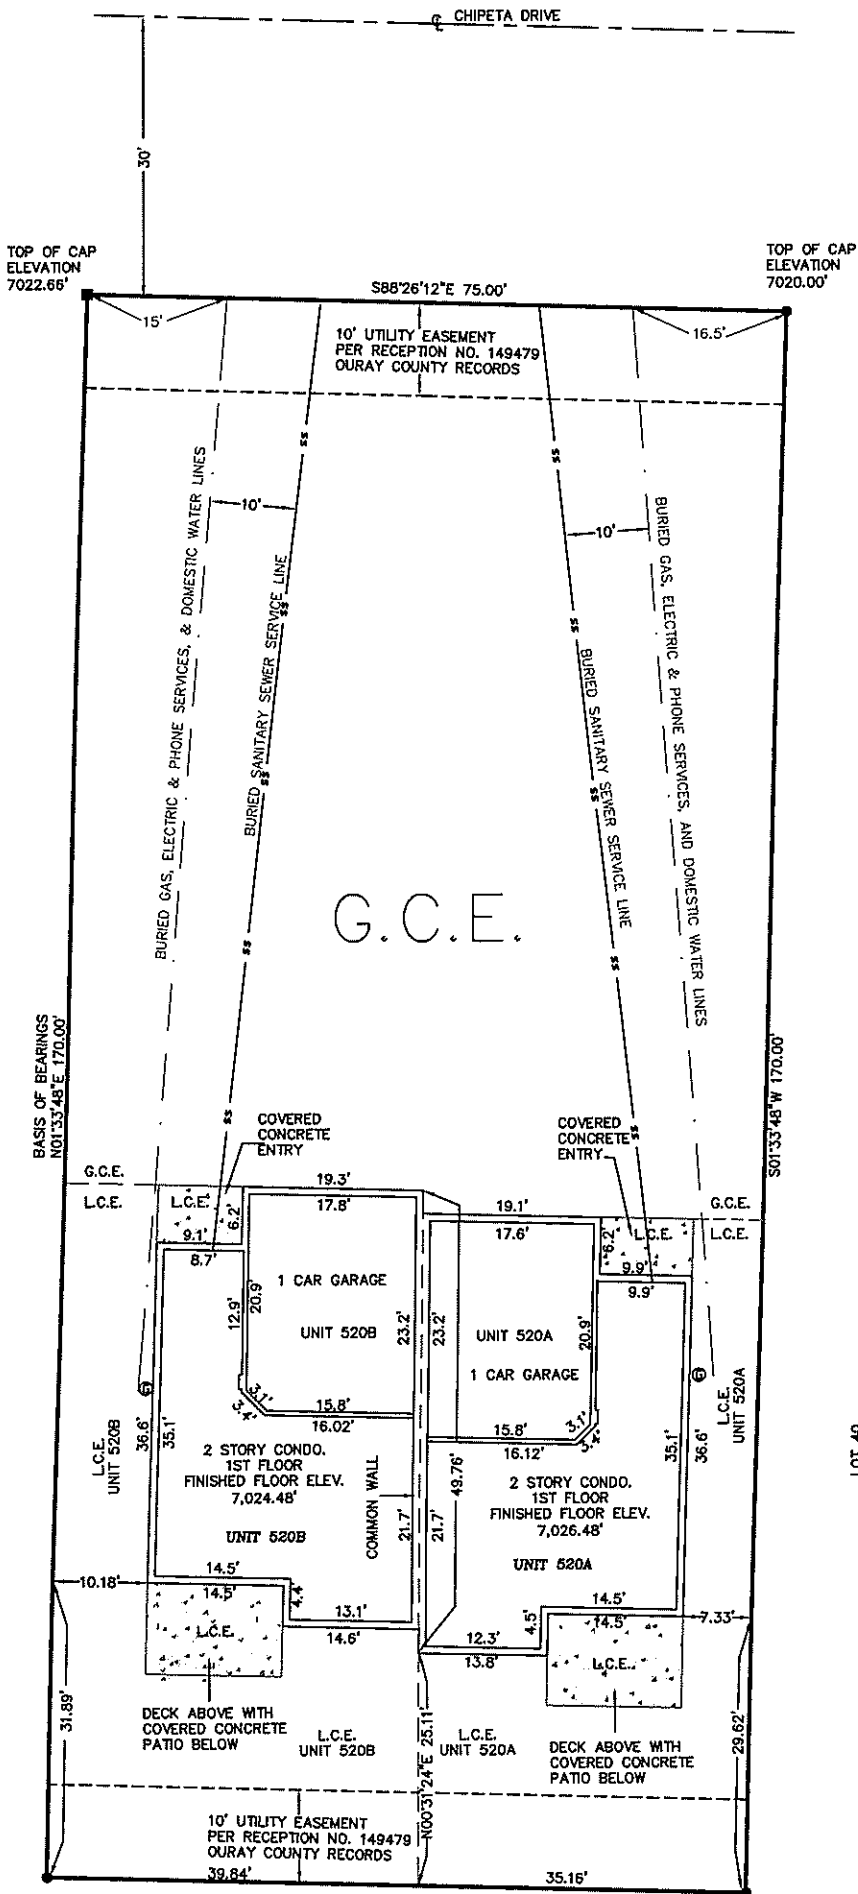 ℄ CHIPETA DRIVE
30'
TOP OF CAP
ELEVATION
7022.66'
TOP OF CAP
ELEVATION
7020.00'
S88°26'12"E 75.00'
15'
16.5'
10' UTILITY EASEMENT
PER RECEPTION NO. 149479
OURAY COUNTY RECORDS
BURIED GAS, ELECTRIC & PHONE SERVICES, & DOMESTIC WATER LINES
10'
BURIED SANITARY SEWER SERVICE LINE
SS
SS
SS
SS
SS
10'
BURIED SANITARY SEWER SERVICE LINE
SS
SS
SS
SS
SS
BURIED GAS, ELECTRIC & PHONE SERVICES, AND DOMESTIC WATER LINES
G.C.E.
BASIS OF BEARINGS
N01°33'48"E 170.00'
S01°33'48"W 170.00'
COVERED
CONCRETE
ENTRY
COVERED
CONCRETE
ENTRY
G.C.E.
L.C.E.
L.C.E.
6.2'
9.1'
8.7'
19.3'
17.8'
19.1'
17.6'
6.2'
L.C.E.
9.9'
9.9'
G.C.E.
L.C.E.
12.9'
20.9'
1 CAR GARAGE
UNIT 520B
23.2'
23.2'
UNIT 520A
1 CAR GARAGE
20.9'
3.1'
3.4'
15.8'
16.02'
15.8'
16.12'
3.1'
3.4'
G
G
L.C.E.
UNIT 520B
36.6'
35.1'
2 STORY CONDO.
1ST FLOOR
FINISHED FLOOR ELEV.
7,024.48'
UNIT 520B
COMMON WALL
21.7'
21.7'
49.76'
2 STORY CONDO.
1ST FLOOR
FINISHED FLOOR ELEV.
7,026.48'
UNIT 520A
35.1'
36.6'
L.C.E.
UNIT 520A
LOT 40
10.18'
14.5'
14.5'
4.4'
13.1'
14.6'
12.3'
13.8'
4.5'
14.5'
14.5'
7.33'
L.C.E.
L.C.E.
31.89'
DECK ABOVE WITH
COVERED CONCRETE
PATIO BELOW
L.C.E.
UNIT 520B
N00°31'24"E 25.11'
L.C.E.
UNIT 520A
DECK ABOVE WITH
COVERED CONCRETE
PATIO BELOW
29.62'
10' UTILITY EASEMENT
PER RECEPTION NO. 149479
OURAY COUNTY RECORDS
39.84'
35.16'